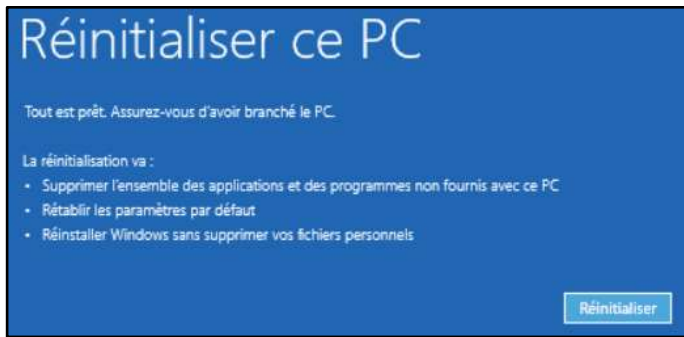 Réinitialiser ce PC
Tout est prêt. Assurez-vous d'avoir branché le PC.
La réinitialisation va :
• Supprimer l'ensemble des applications et des programmes non fournis avec ce PC
• Rétablir les paramètres par défaut
• Réinstaller Windows sans supprimer vos fichiers personnels
Réinitialiser